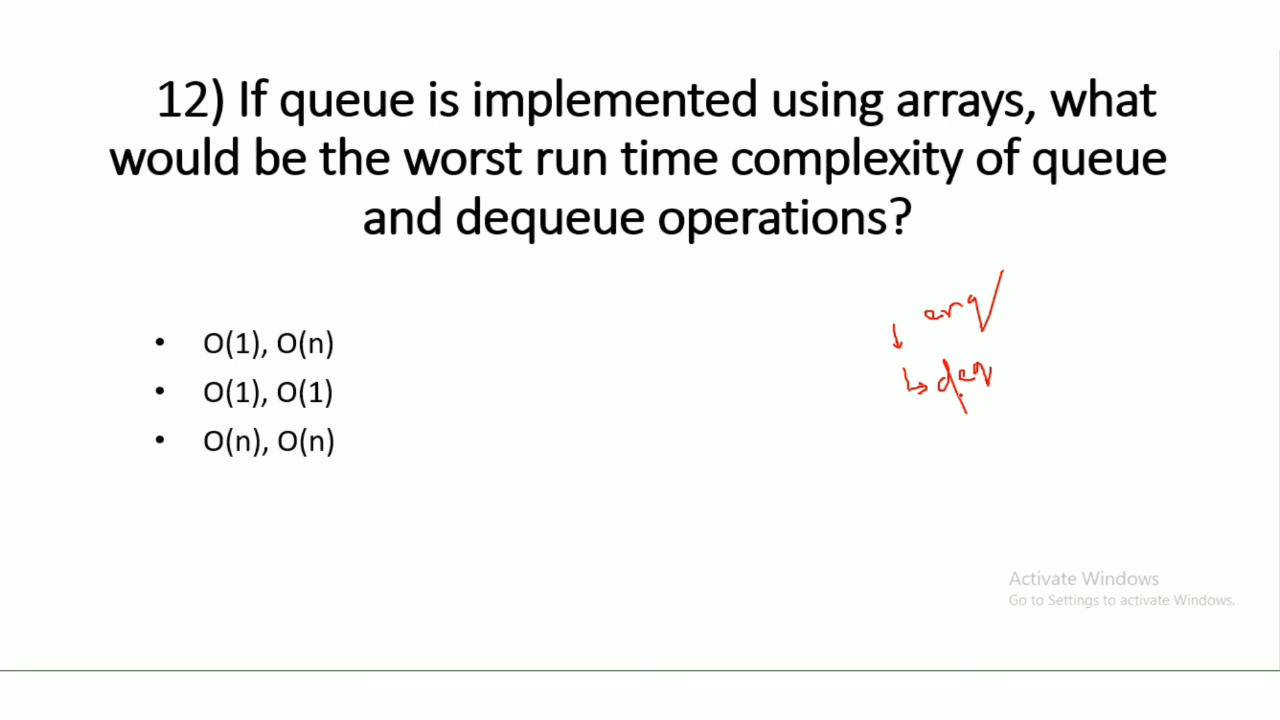 12) If queue is implemented using arrays, what
would be the worst run time complexity of queue
and dequeue operations?
• O(1), O(n)
• O(1), O(1)
• O(n), O(n)
deq
Activate Windows
Go to Settings to activate Windows.